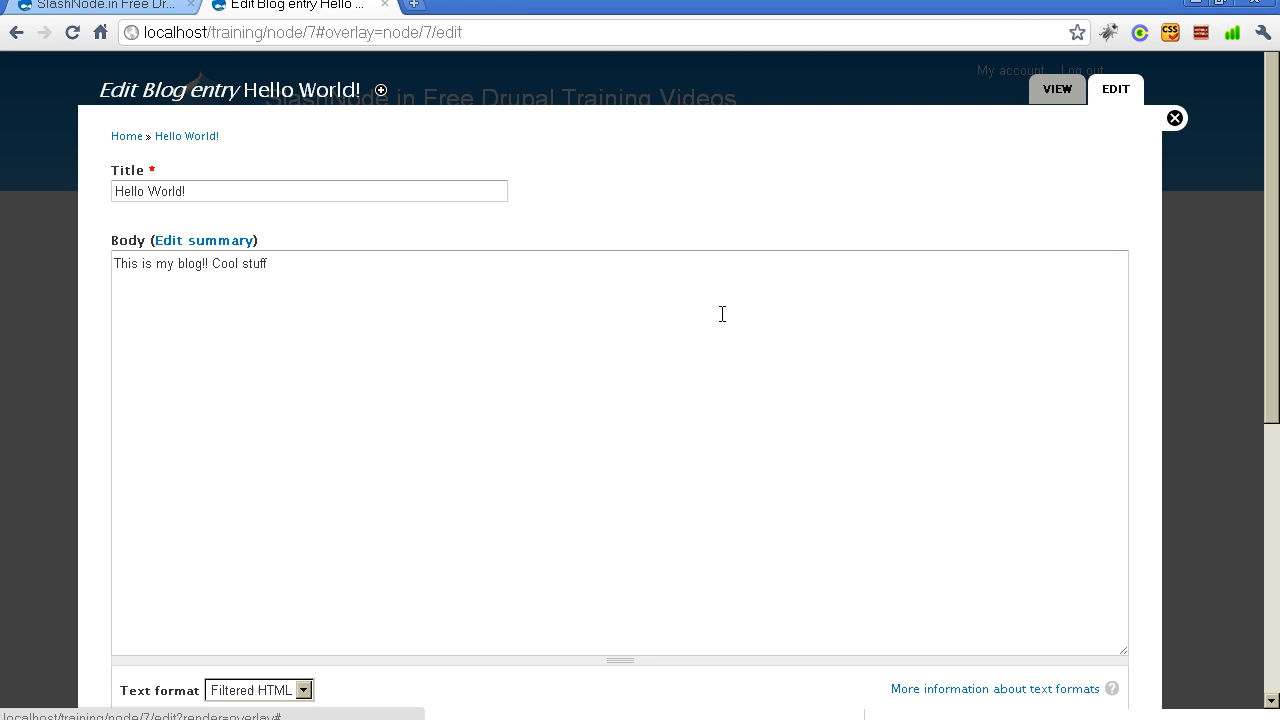 SlashNode.in Free Dr...
Edit Blog entry Hello ...
localhost/training/node/7#overlay=node/7/edit
My account Log out
SlashNode.in Free Drupal Training Videos
Edit Blog entry Hello World!
VIEW
EDIT
Home » Hello World!
Title *
Hello World!
Body (Edit summary)
This is my blog!! Cool stuff
Text format Filtered HTML
More information about text formats ?
localhost/training/node/7/edit?render=overlay#